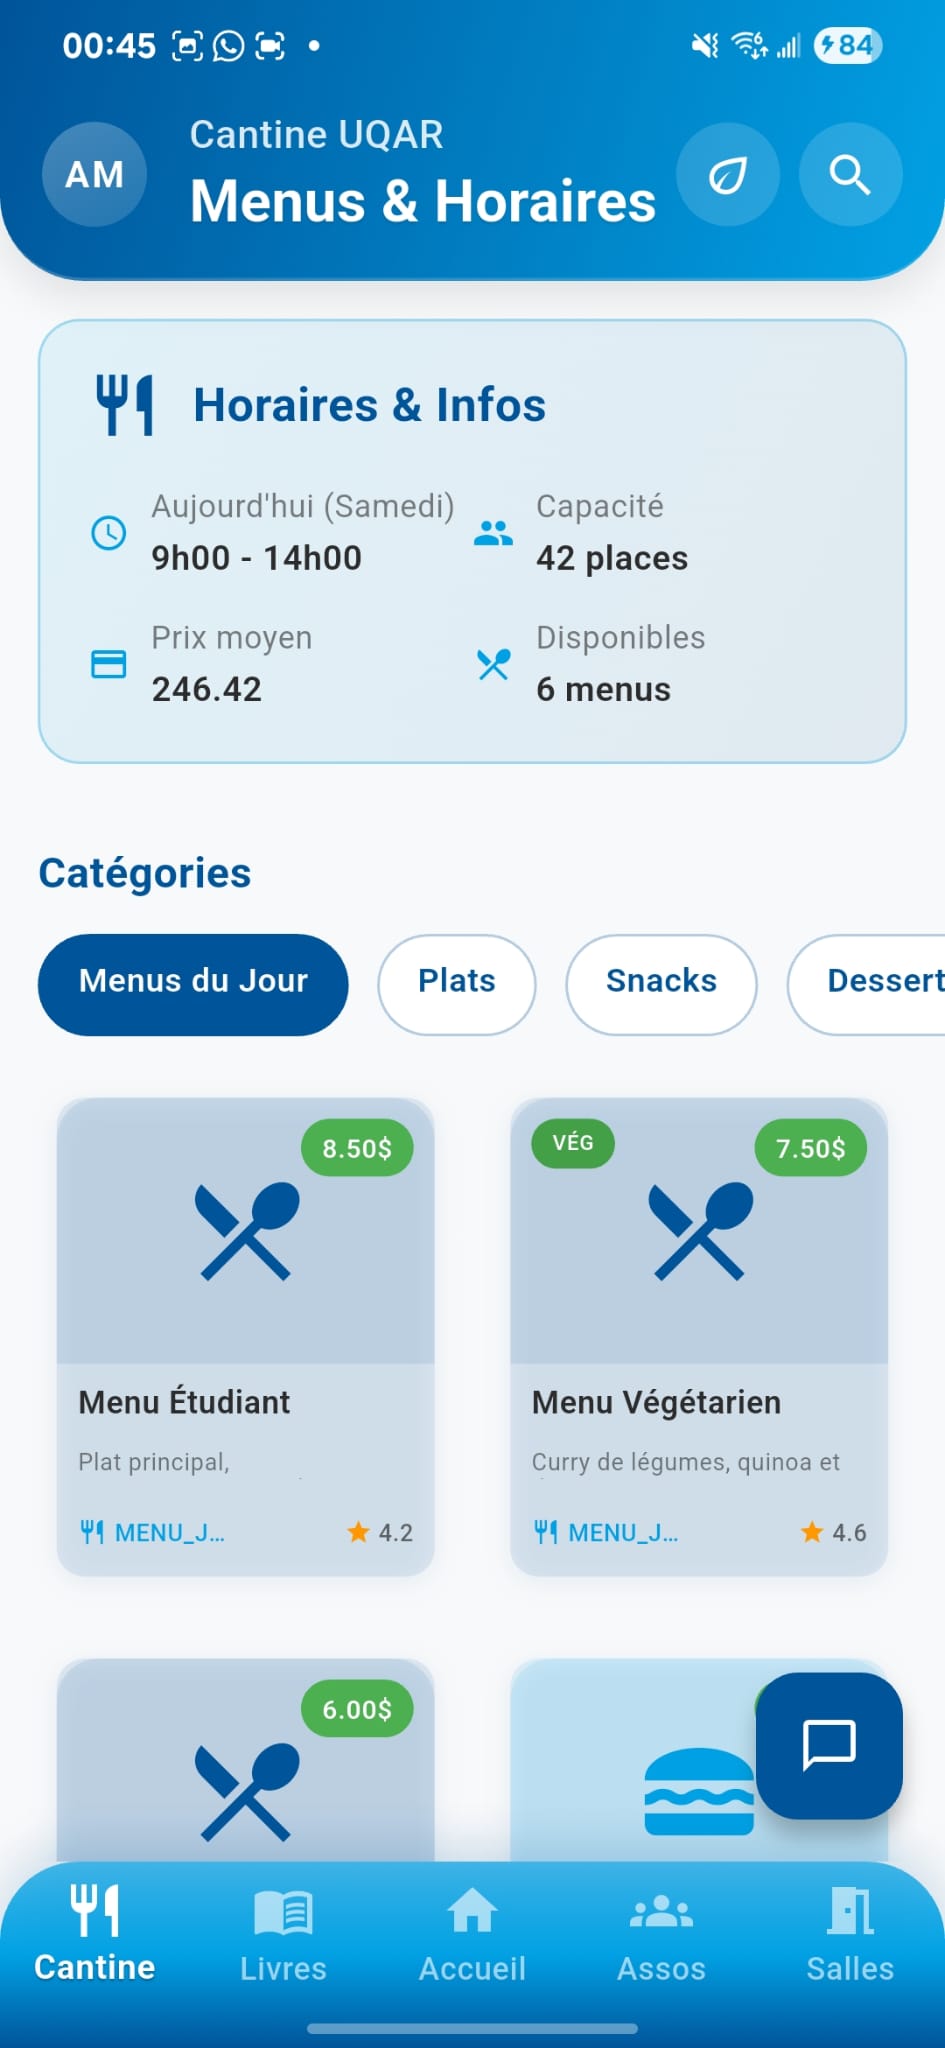 00:45
6
84
AM
Cantine UQAR
Menus & Horaires
Horaires & Infos
Aujourd'hui (Samedi)
9h00 - 14h00
Capacité
42 places
Prix moyen
246.42
Disponibles
6 menus
Catégories
Menus du Jour
Plats
Snacks
Dessert
8.50$
VÉG
7.50$
Menu Étudiant
Plat principal,
MENU_J...
4.2
Menu Végétarien
Curry de légumes, quinoa et
MENU_J...
4.6
6.00$
Cantine
Livres
Accueil
Assos
Salles